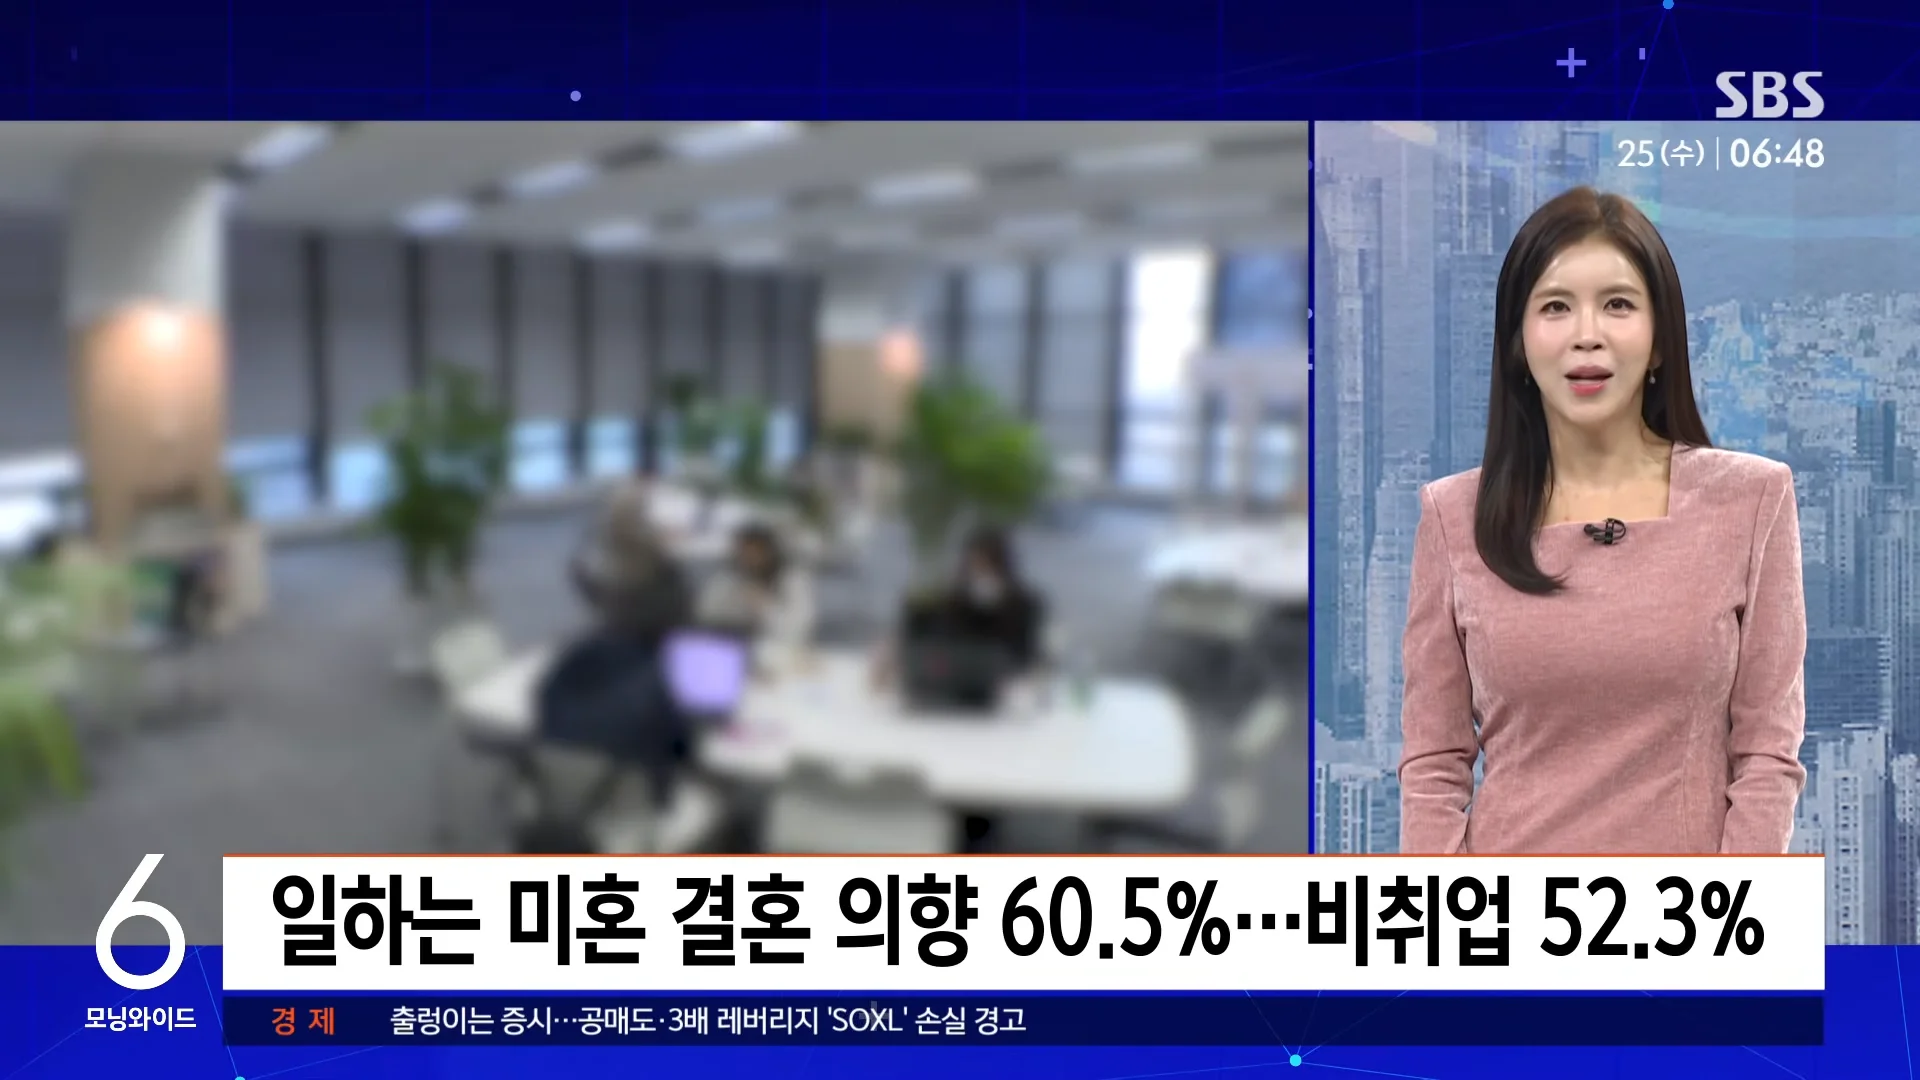 SBS
25(수) | 06:48
일하는 미혼 결혼 의향 60.5%…비취업 52.3%
6
모닝와이드
경제 출렁이는 증시…공매도·3배 레버리지 'SOXL' 손실 경고